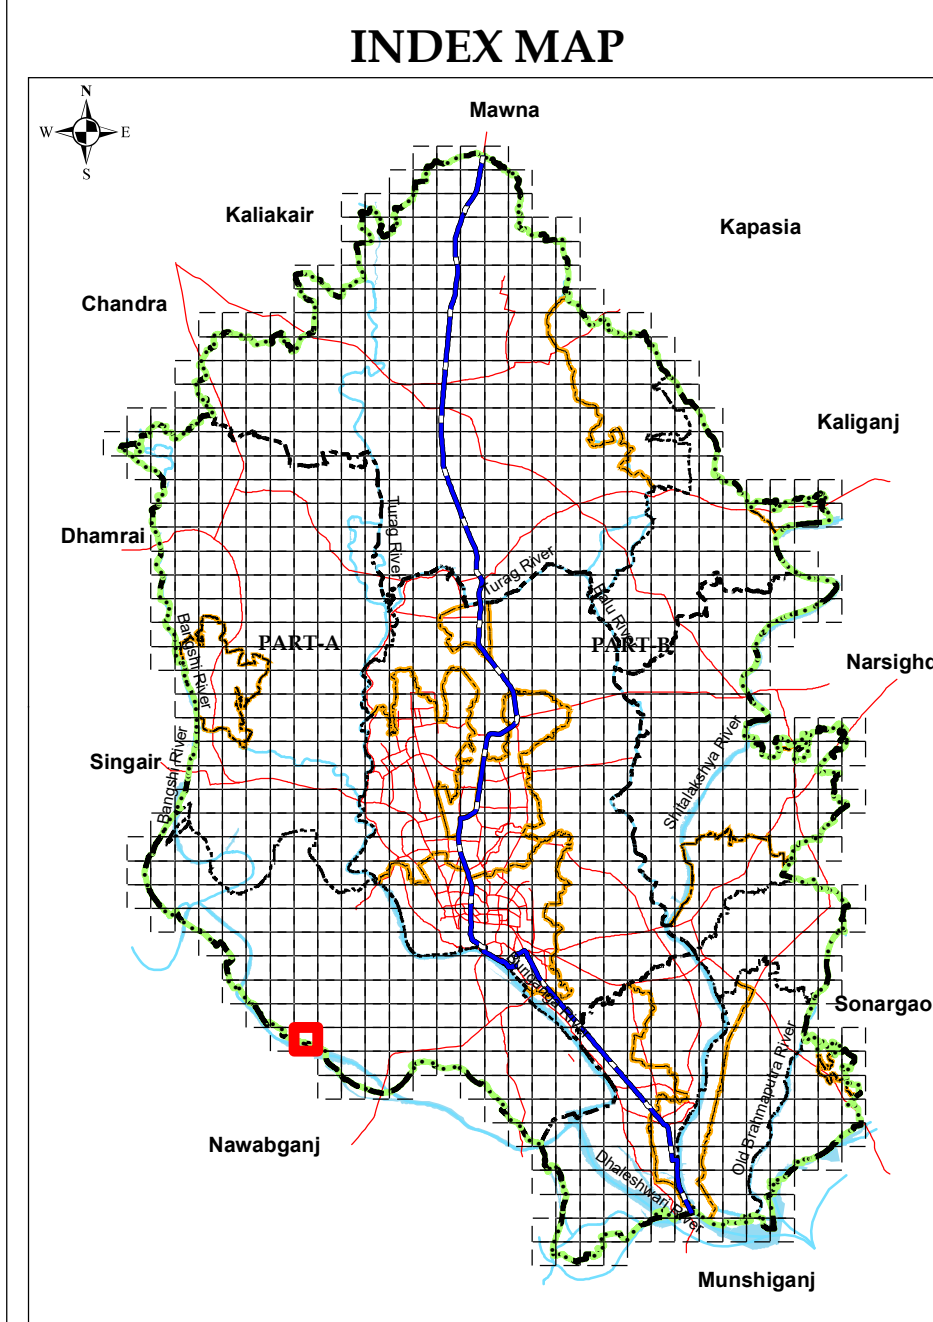 INDEX MAP
N
W E
S
Mawna
Kaliakair
Kapasia
Chandra
Kaliganj
Dhamrai
Turag River
Turag River
Balu River
Bangshi River
PART-A
PART-B
Narsighd
Singair
Bangshi River
Shitalakshya River
Buriganga River
Sonargao
Old Brahmaputra River
Nawabganj
Dhaleshwari River
Munshiganj